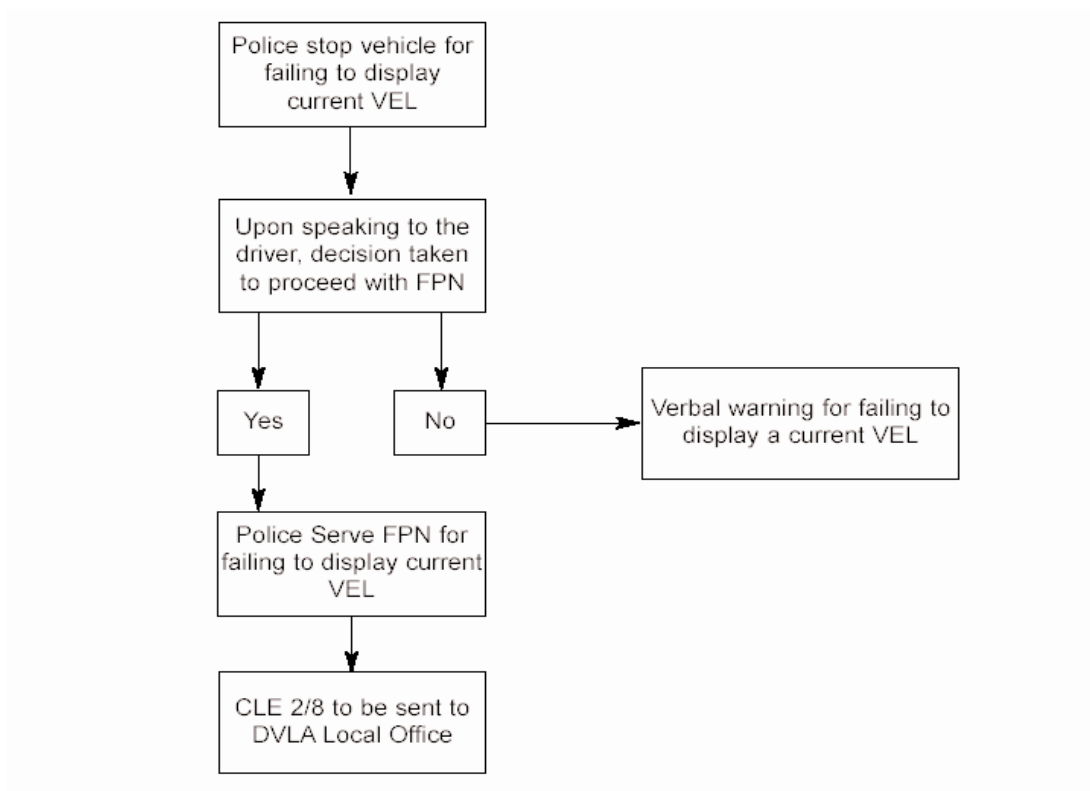 Police stop vehicle for
failing to display
current VEL
Upon speaking to the
driver, decision taken
to proceed with FPN
Yes
No
Verbal warning for failing to
display a current VEL
Police Serve FPN for
failing to display current
VEL
CLE 2/8 to be sent to
DVLA Local Office